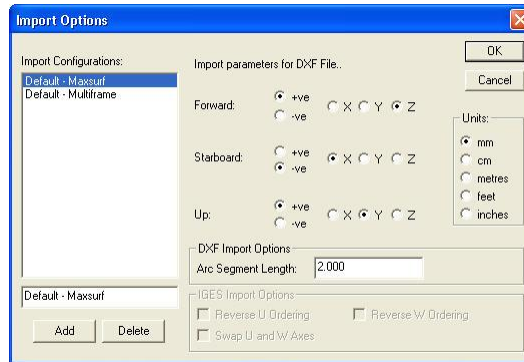 Import Options
OK
Cancel
Import Configurations:
Default - Maxsurf
Default - Multiframe
Import parameters for DXF File..
Forward:
+ve
-ve
X Y Z
Starboard:
+ve
-ve
X Y Z
Up:
+ve
-ve
X Y Z
Units:
mm
cm
metres
feet
inches
DXF Import Options
Arc Segment Length:
2.000
Default - Maxsurf
Add
Delete
IGES Import Options
Reverse U Ordering
Reverse W Ordering
Swap U and W Axes